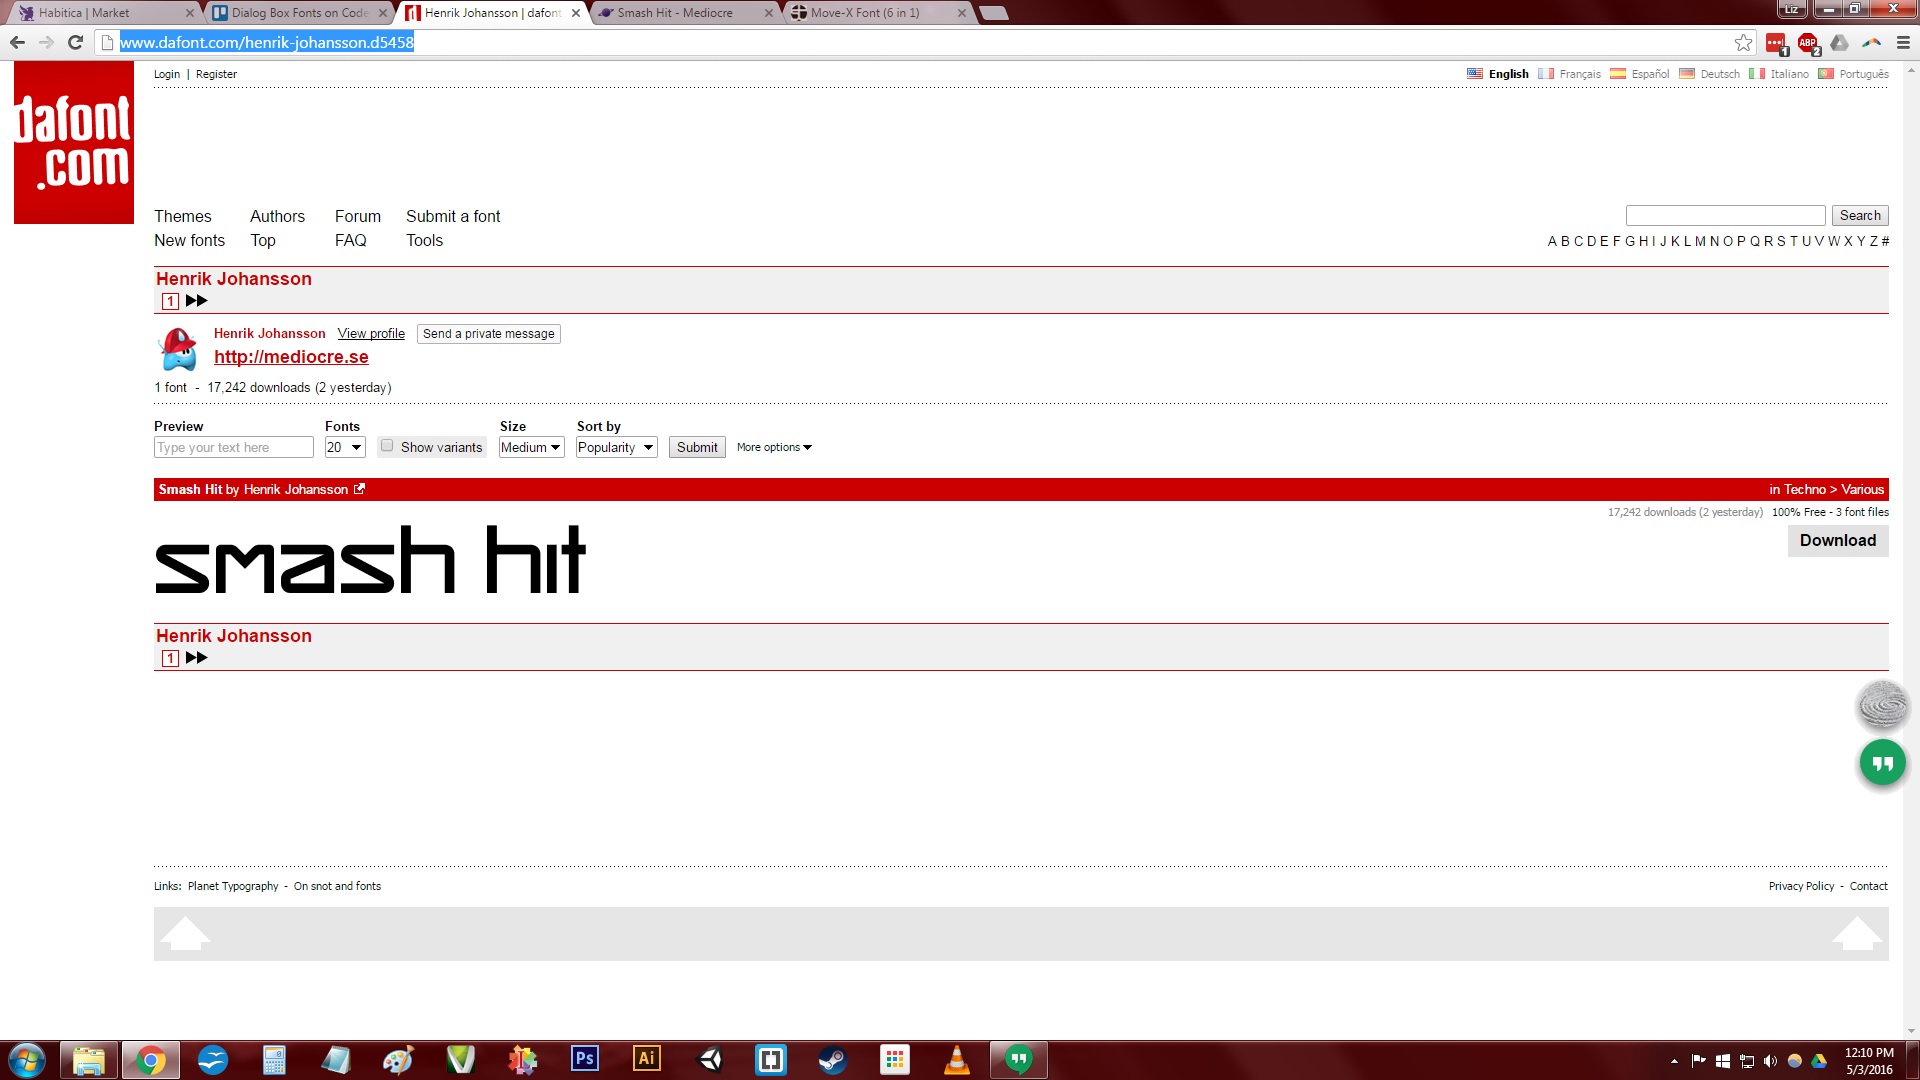 Habitica | Market
Dialog Box Fonts on Code
Henrik Johansson | dafont
Smash Hit - Mediocre
Move-X Font (6 in 1)
Liz
www.dafont.com/henrik-johansson.d5458
1
ABP
2
dafont
.com
Login | Register
English Français Español Deutsch Italiano Português
Themes Authors Forum Submit a font
Search
New fonts Top FAQ Tools
A B C D E F G H I J K L M N O P Q R S T U V W X Y Z #
Henrik Johansson
1
Henrik Johansson View profile Send a private message
http://mediocre.se
1 font - 17,242 downloads (2 yesterday)
Preview Fonts Size Sort by
Type your text here 20 Show variants Medium Popularity Submit More options
Smash Hit by Henrik Johansson in Techno > Various
17,242 downloads (2 yesterday) 100% Free - 3 font files
smash hit
Download
Henrik Johansson
1
Links: Planet Typography - On snot and fonts
Privacy Policy - Contact
Ps
Ai
12:10 PM
5/3/2016